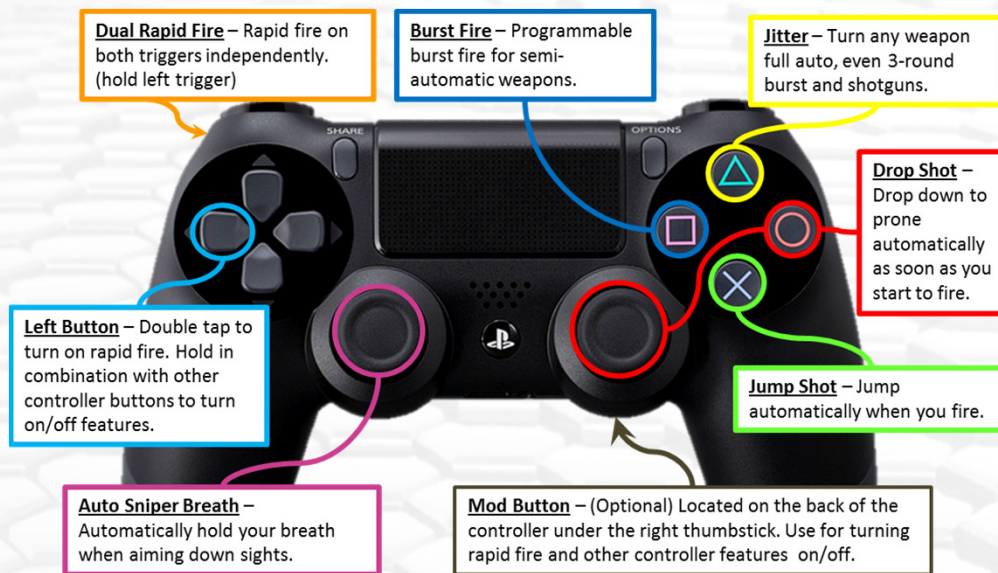 Dual Rapid Fire – Rapid fire on
both triggers independently.
(hold left trigger)
Burst Fire – Programmable
burst fire for semi-
automatic weapons.
Jitter – Turn any weapon
full auto, even 3-round
burst and shotguns.
SHARE
OPTIONS
Drop Shot –
Drop down to
prone
automatically
as soon as you
start to fire.
Left Button – Double tap to
turn on rapid fire. Hold in
combination with other
controller buttons to turn
on/off features.
Jump Shot – Jump
automatically when you fire.
Auto Sniper Breath –
Automatically hold your breath
when aiming down sights.
Mod Button – (Optional) Located on the back of the
controller under the right thumbstick. Use for turning
rapid fire and other controller features on/off.